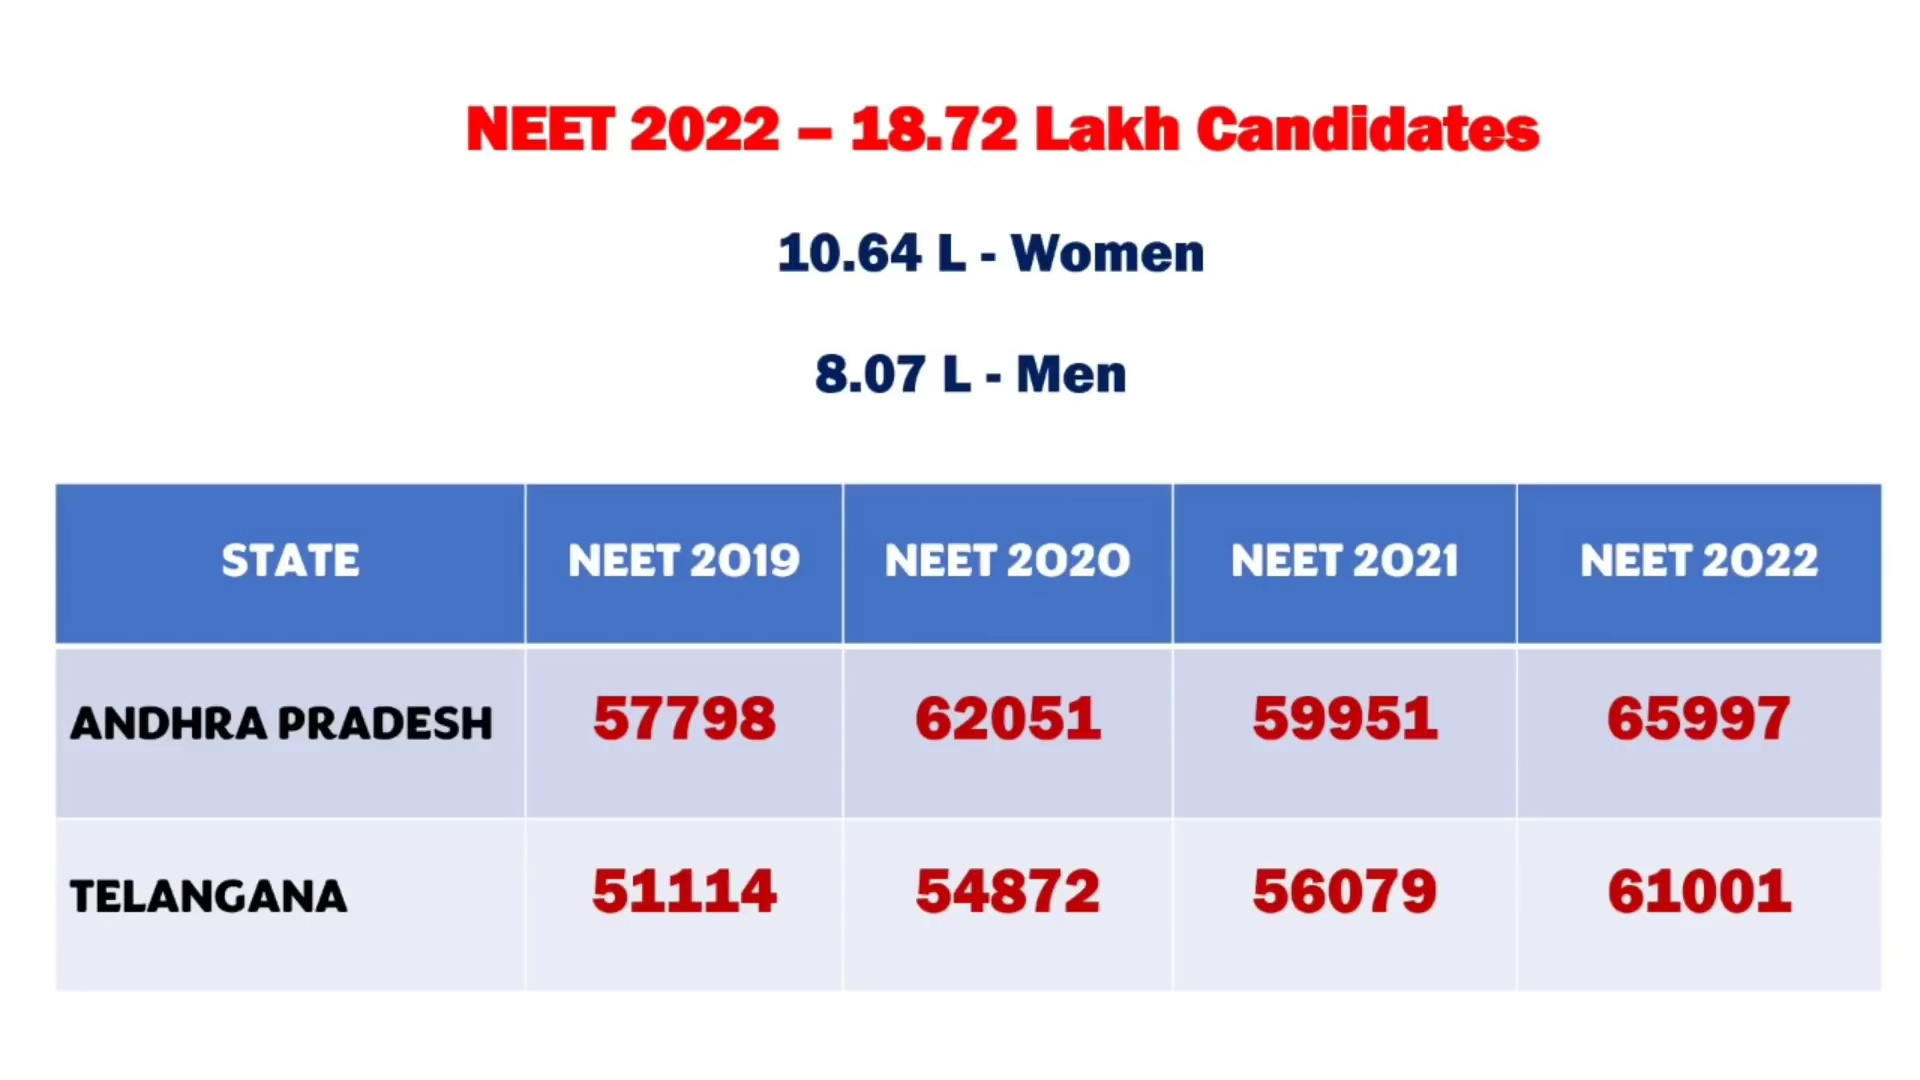 NEET 2022 – 18.72 Lakh Candidates
10.64 L - Women
8.07 L - Men
STATE NEET 2019 NEET 2020 NEET 2021 NEET 2022
ANDHRA PRADESH 57798 62051 59951 65997
TELANGANA 51114 54872 56079 61001